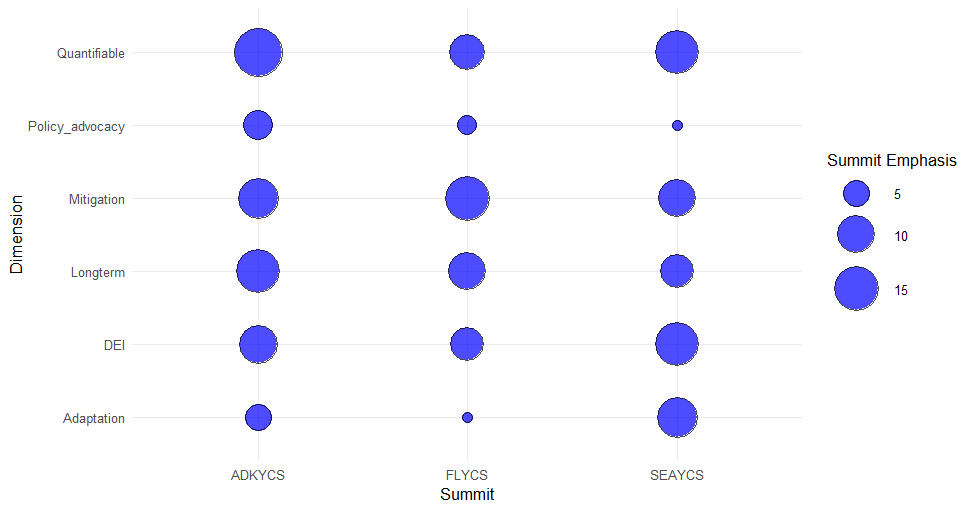 Quantifiable
Policy_advocacy
Mitigation
Longterm
DEI
Adaptation
Dimension
ADKYCS FLYCS SEAYCS
Summit
Summit Emphasis
5
10
15